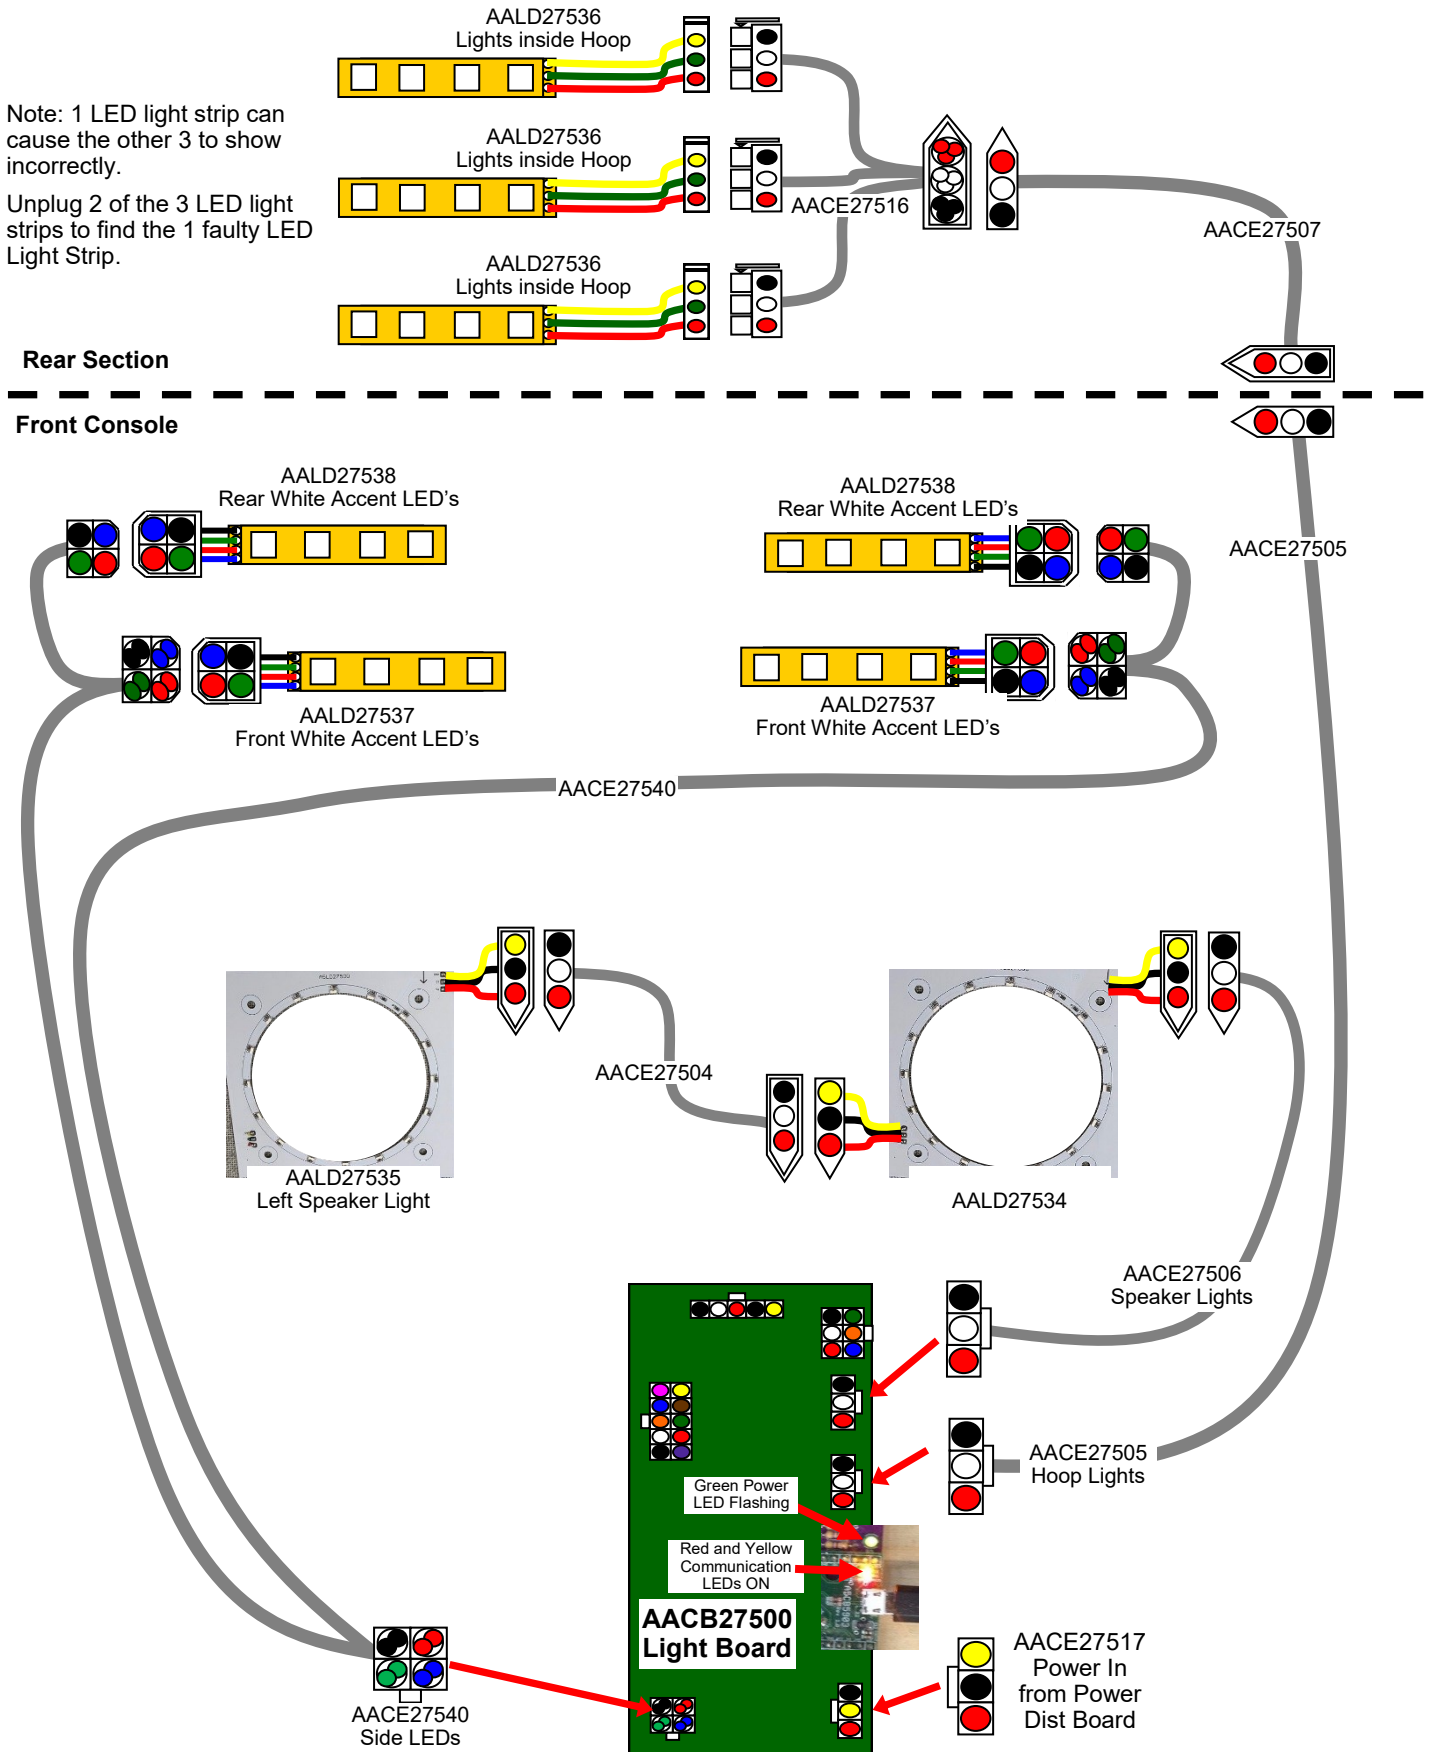 AALD27536
Lights inside Hoop
Note: 1 LED light strip can
cause the other 3 to show
incorrectly.
Unplug 2 of the 3 LED light
strips to find the 1 faulty LED
Light Strip.
AALD27536
Lights inside Hoop
AACE27516
AACE27507
AALD27536
Lights inside Hoop
Rear Section
Front Console
AALD27538
Rear White Accent LED's
AALD27538
Rear White Accent LED's
AACE27505
AALD27537
Front White Accent LED's
AALD27537
Front White Accent LED's
AACE27540
AACE27504
AALD27535
Left Speaker Light
AALD27534
AACE27506
Speaker Lights
AACE27505
Hoop Lights
Green Power
LED Flashing
Red and Yellow
Communication
LEDs ON
AACB27500
Light Board
AACE27517
Power In
from Power
Dist Board
AACE27540
Side LEDs